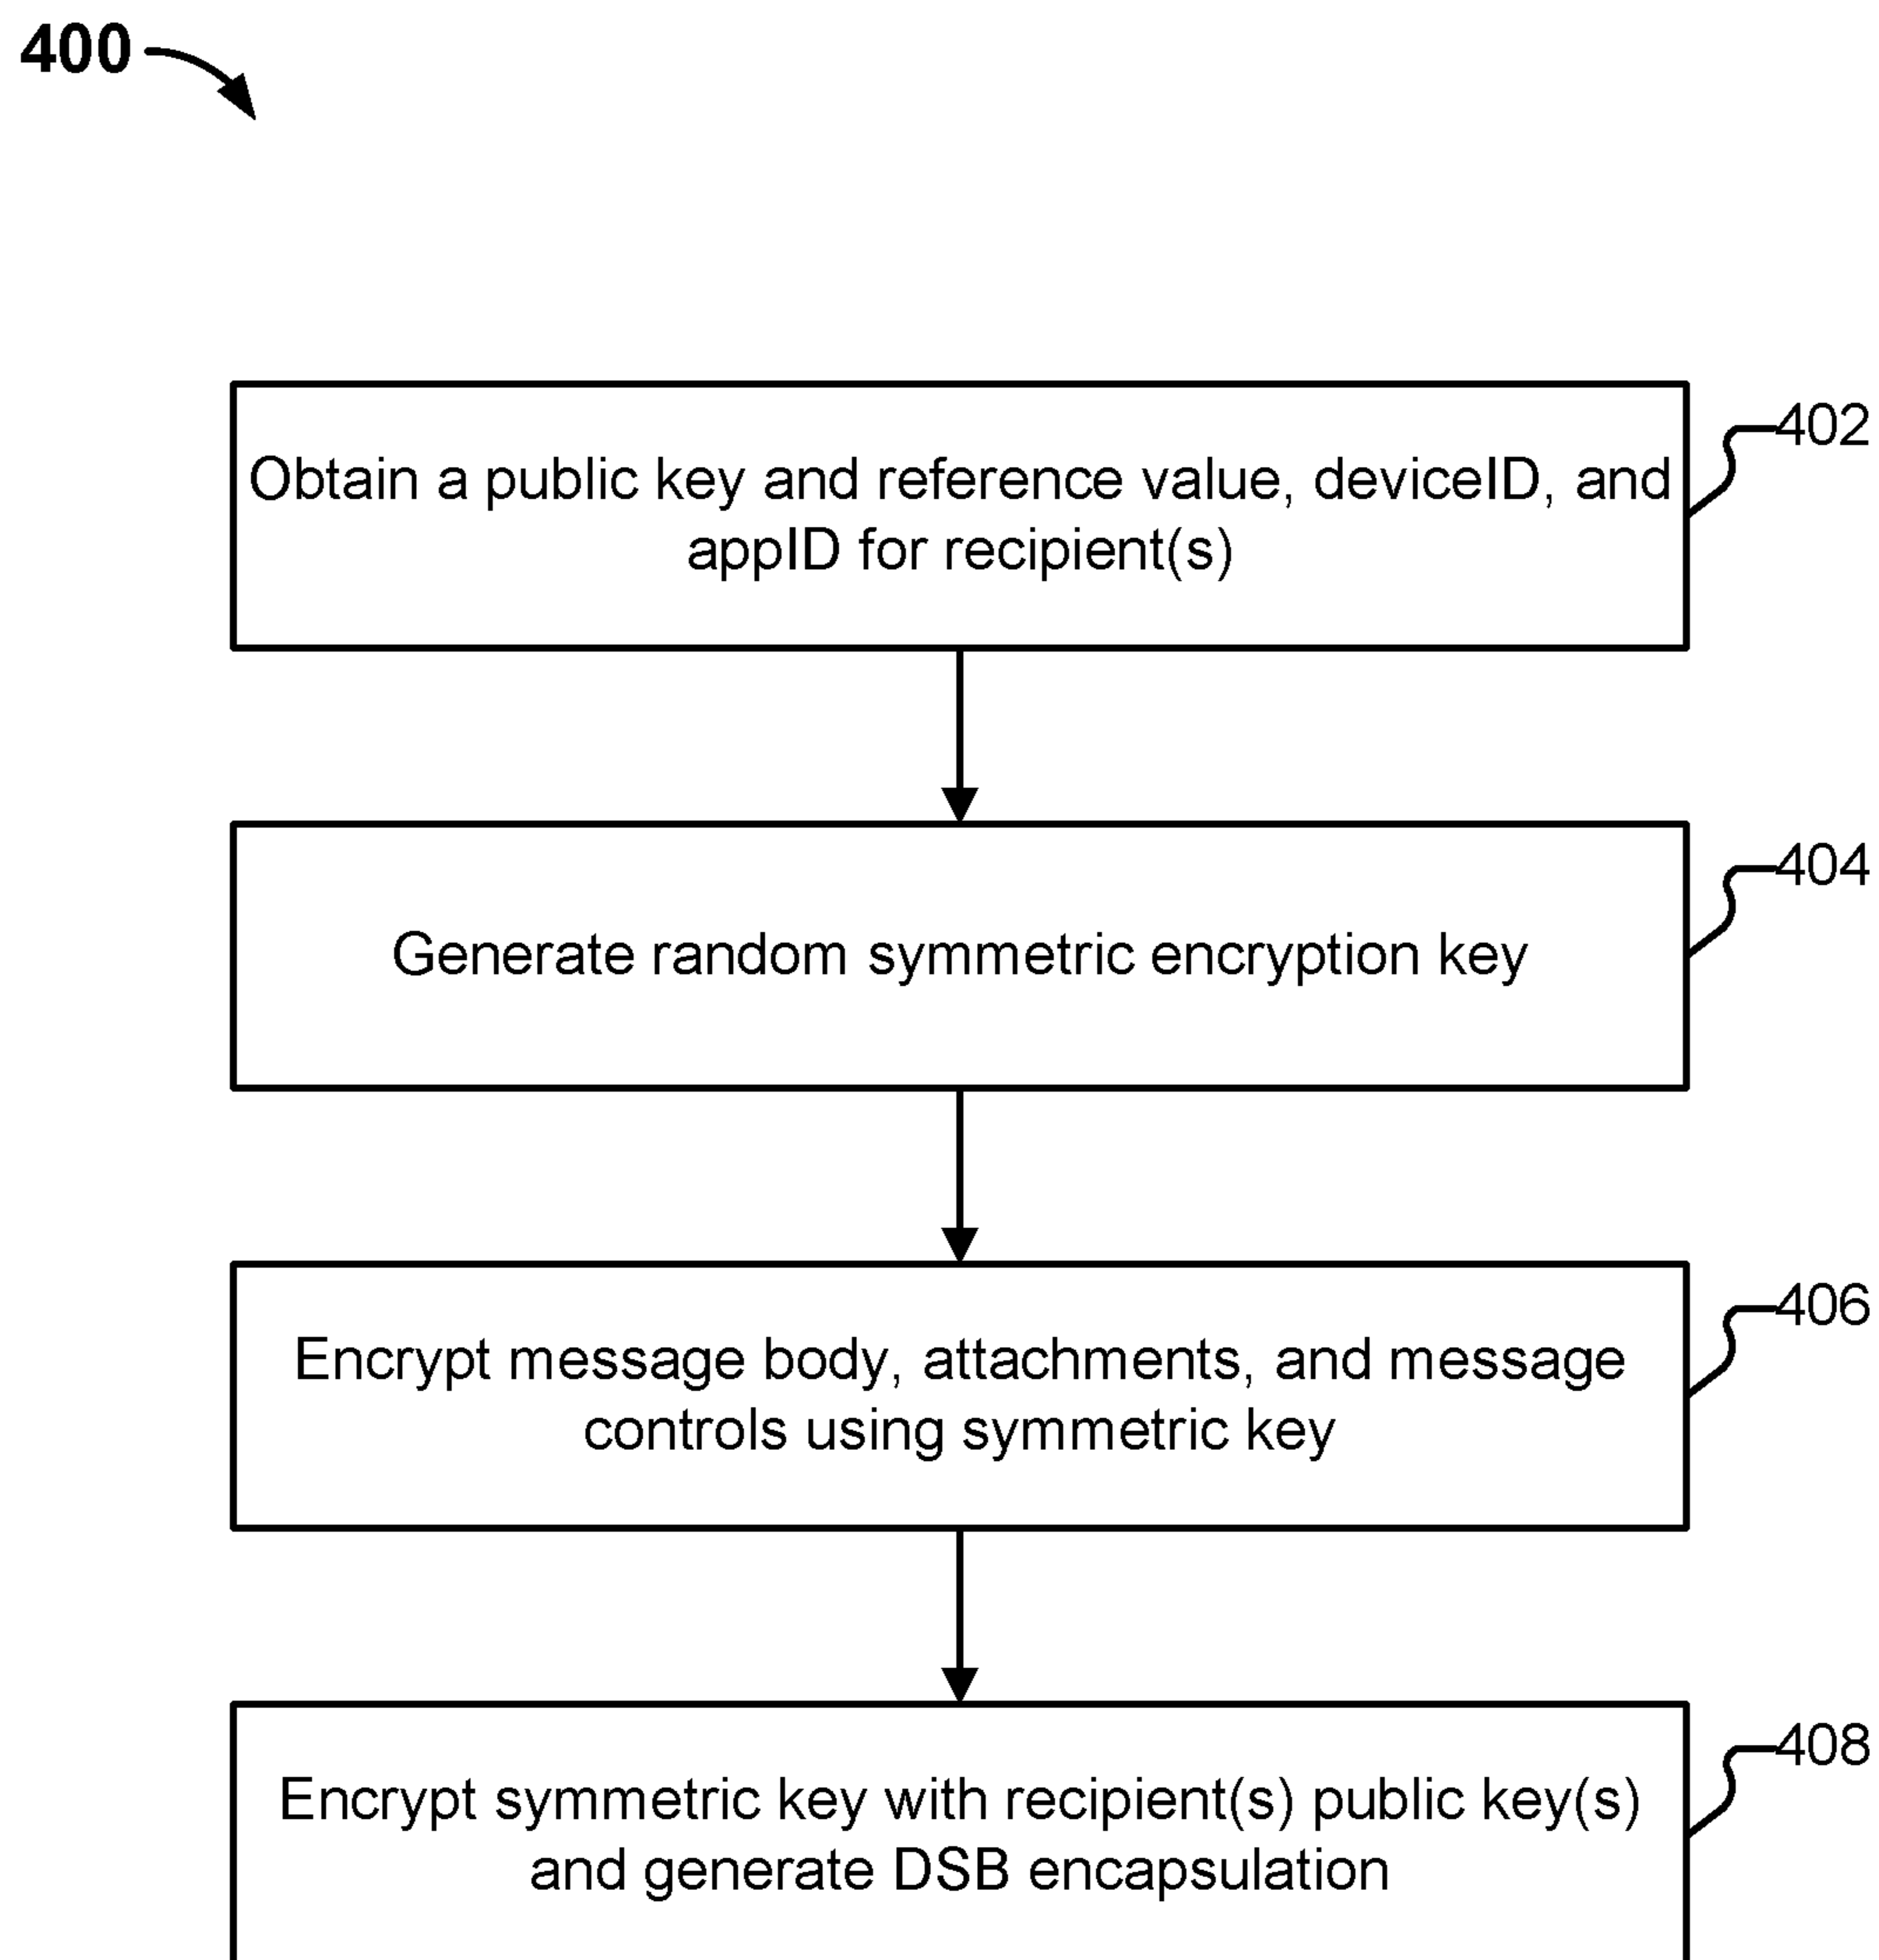 400
Obtain a public key and reference value, deviceID, and
appID for recipient(s)
402
Generate random symmetric encryption key
404
Encrypt message body, attachments, and message
controls using symmetric key
406
Encrypt symmetric key with recipient(s) public key(s)
and generate DSB encapsulation
408